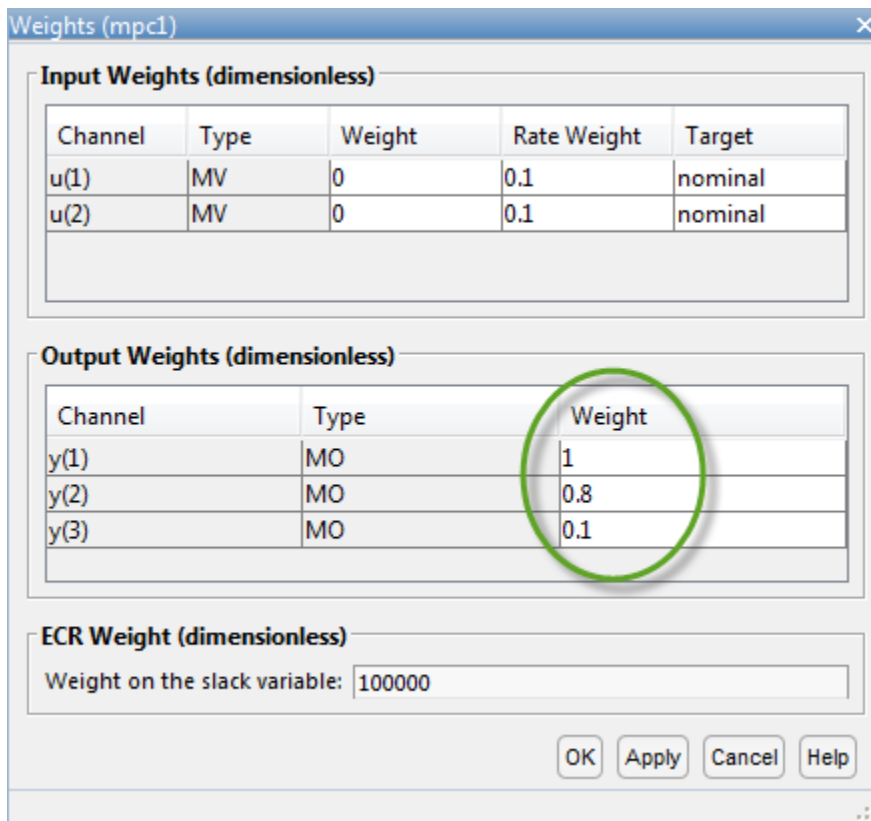 Weights (mpc1)
Input Weights (dimensionless)
Channel Type Weight Rate Weight Target
u(1) MV 0 0.1 nominal
u(2) MV 0 0.1 nominal
Output Weights (dimensionless)
Channel Type Weight
y(1) MO 1
y(2) MO 0.8
y(3) MO 0.1
ECR Weight (dimensionless)
Weight on the slack variable: 100000
OK Apply Cancel Help